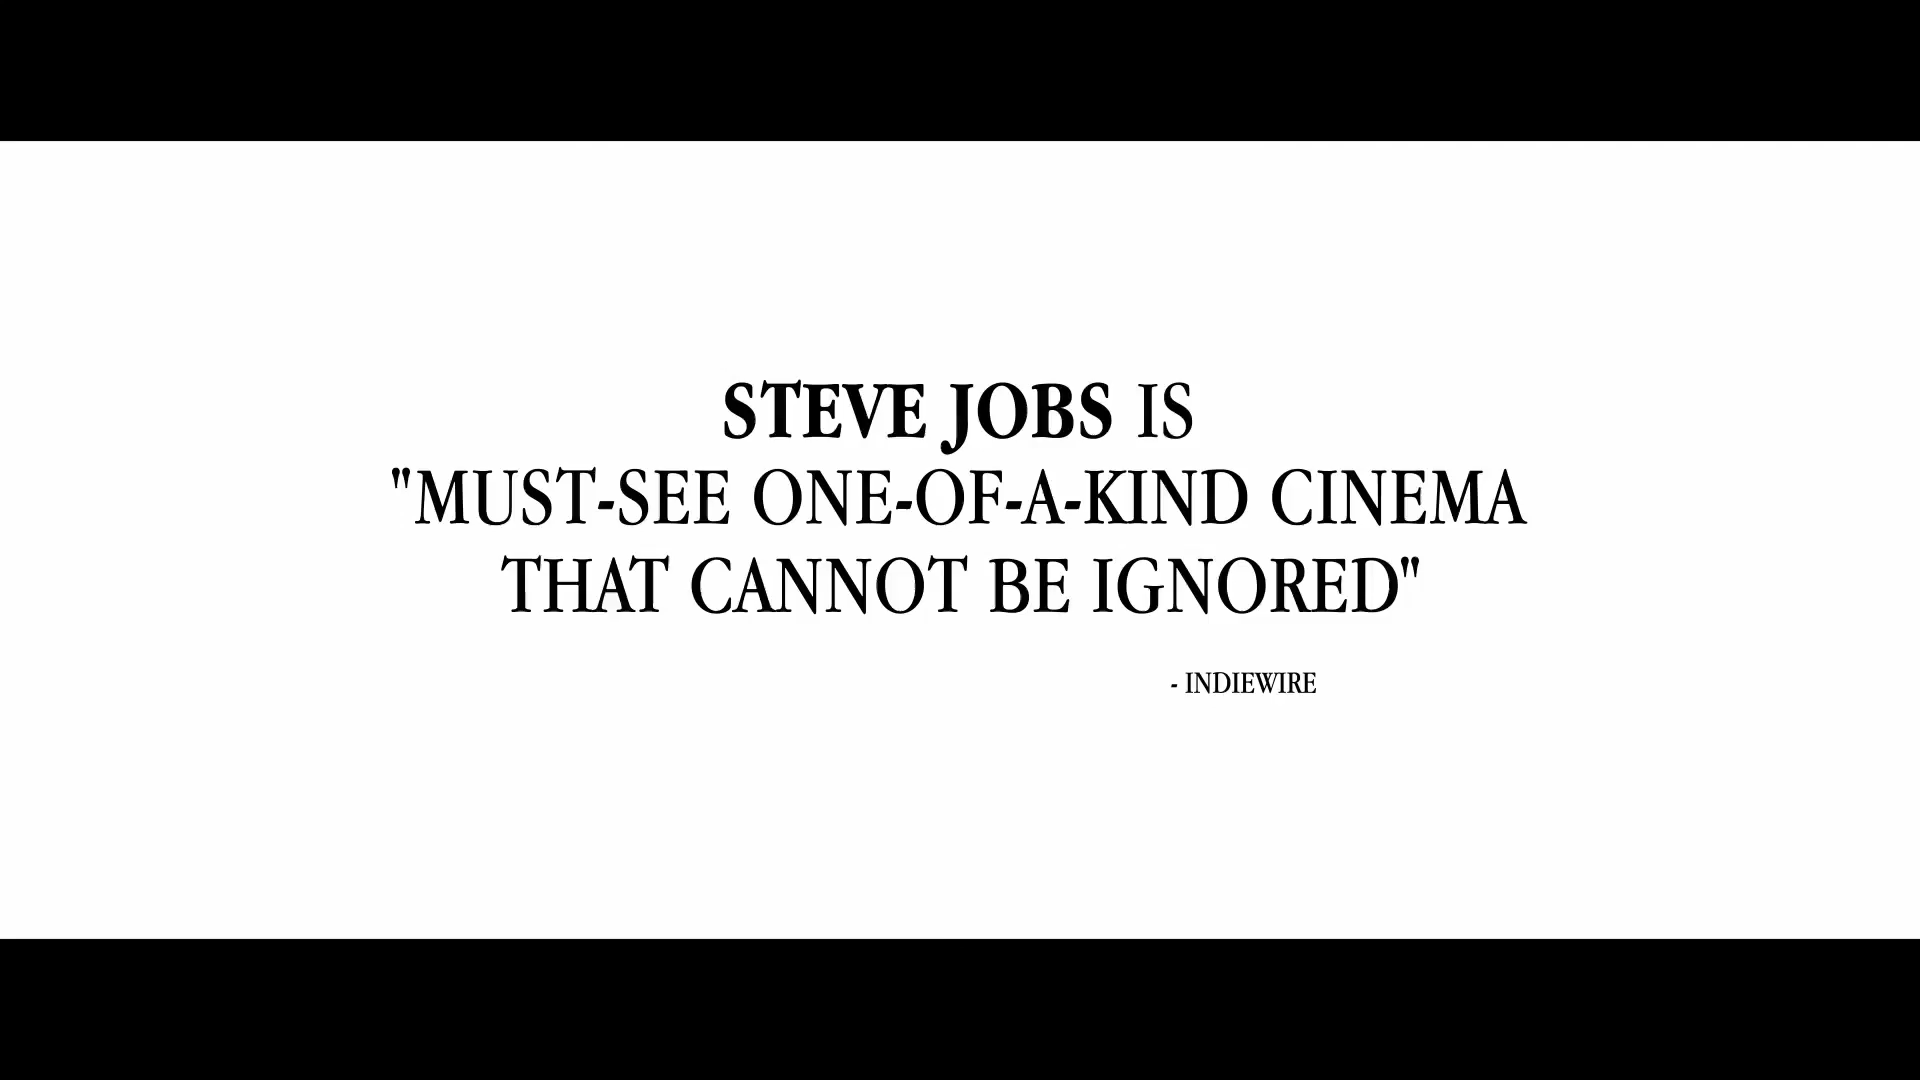 STEVE JOBS IS
"MUST-SEE ONE-OF-A-KIND CINEMA
THAT CANNOT BE IGNORED"
- INDIEWIRE